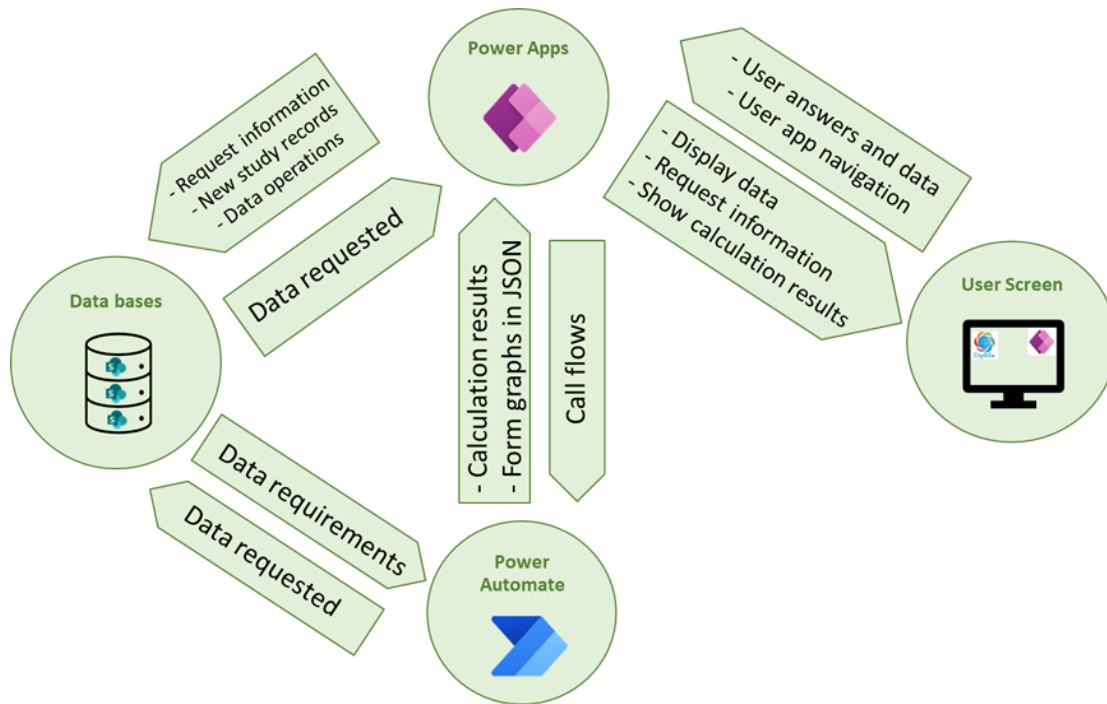 Power Apps
- Request information
- New study records
- Data operations
Data requested
- User answers and data
- User app navigation
- Display data
- Request information
- Show calculation results
Data bases
S
S
S
- Calculation results
- Form graphs in JSON
Call flows
User Screen
Data requirements
Data requested
Power
Automate